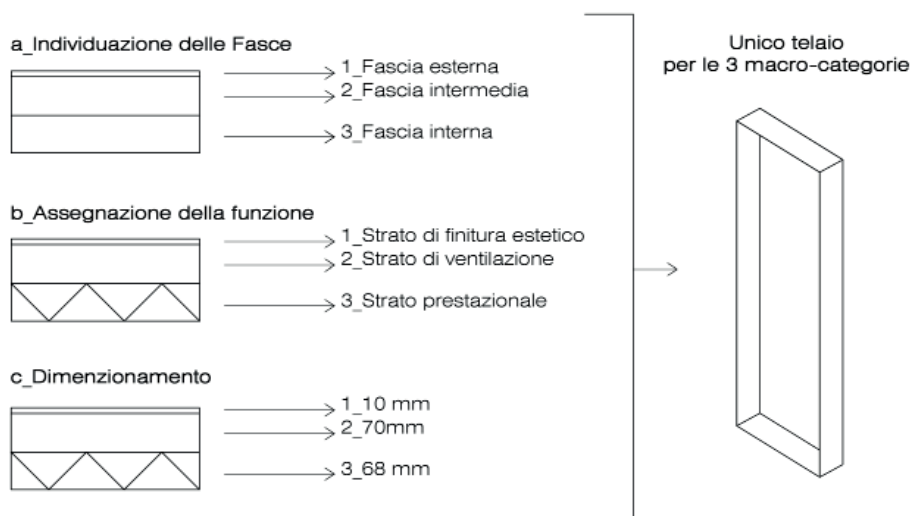 a_Individuazione delle Fasce
1_Fascia esterna
2_Fascia intermedia
3_Fascia interna
b_Assegnazione della funzione
1_Strato di finitura estetico
2_Strato di ventilazione
3_Strato prestazionale
c_Dimenzionamento
1_10 mm
2_70mm
3_68 mm
Unico telaio
per le 3 macro-categorie